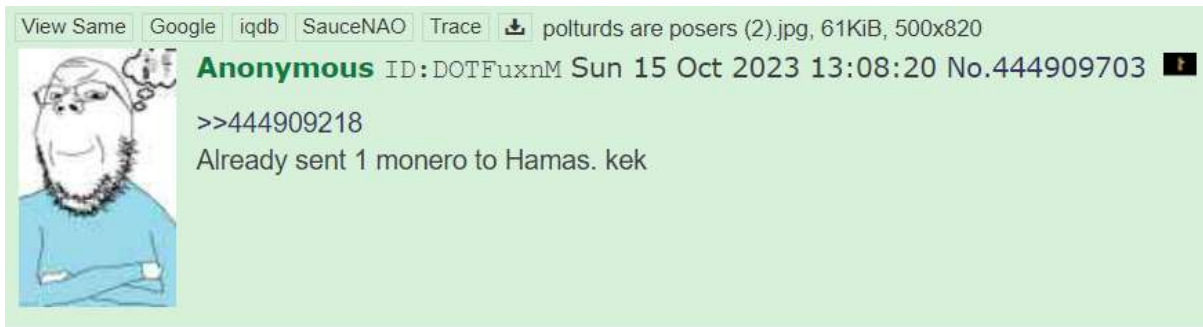 View Same Google iqdb SauceNAO Trace polturds are posers (2).jpg, 61KiB, 500x820
Anonymous ID:DOTFuxnM Sun 15 Oct 2023 13:08:20 No.444909703
>>444909218
Already sent 1 monero to Hamas. kek